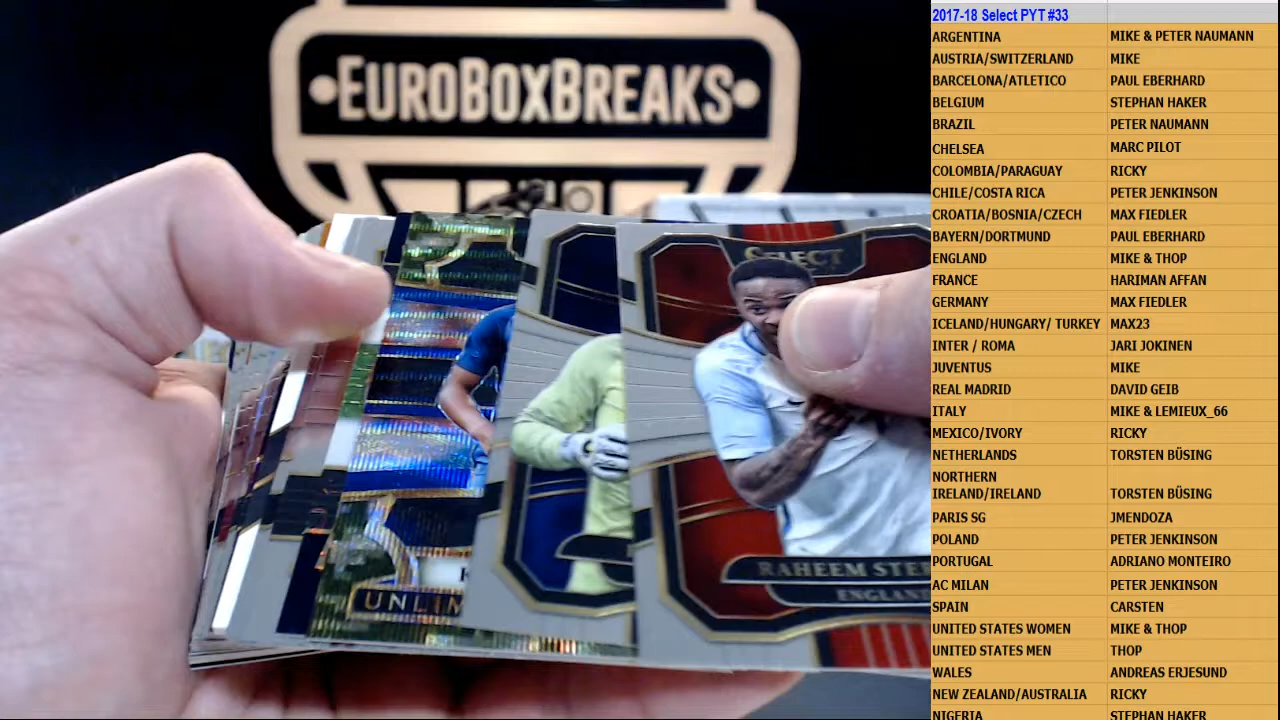 EUROBOXBREAKS
SELECT
RAHEEM STE
ENGLAN
UNLIM
2017-18 Select PYT #33
ARGENTINA MIKE & PETER NAUMANN
AUSTRIA/SWITZERLAND MIKE
BARCELONA/ATLETICO PAUL EBERHARD
BELGIUM STEPHAN HAKER
BRAZIL PETER NAUMANN
CHELSEA MARC PILOT
COLOMBIA/PARAGUAY RICKY
CHILE/COSTA RICA PETER JENKINSON
CROATIA/BOSNIA/CZECH MAX FIEDLER
BAYERN/DORTMUND PAUL EBERHARD
ENGLAND MIKE & THOP
FRANCE HARIMAN AFFAN
GERMANY MAX FIEDLER
ICELAND/HUNGARY/ TURKEY MAX23
INTER / ROMA JARI JOKINEN
JUVENTUS MIKE
REAL MADRID DAVID GEIB
ITALY MIKE & LEMIEUX_66
MEXICO/IVORY RICKY
NETHERLANDS TORSTEN BÜSING
NORTHERN
IRELAND/IRELAND TORSTEN BÜSING
PARIS SG JMENDOZA
POLAND PETER JENKINSON
PORTUGAL ADRIANO MONTEIRO
AC MILAN PETER JENKINSON
SPAIN CARSTEN
UNITED STATES WOMEN MIKE & THOP
UNITED STATES MEN THOP
WALES ANDREAS ERJESUND
NEW ZEALAND/AUSTRALIA RICKY
NIGERIA STEPHAN HAKER